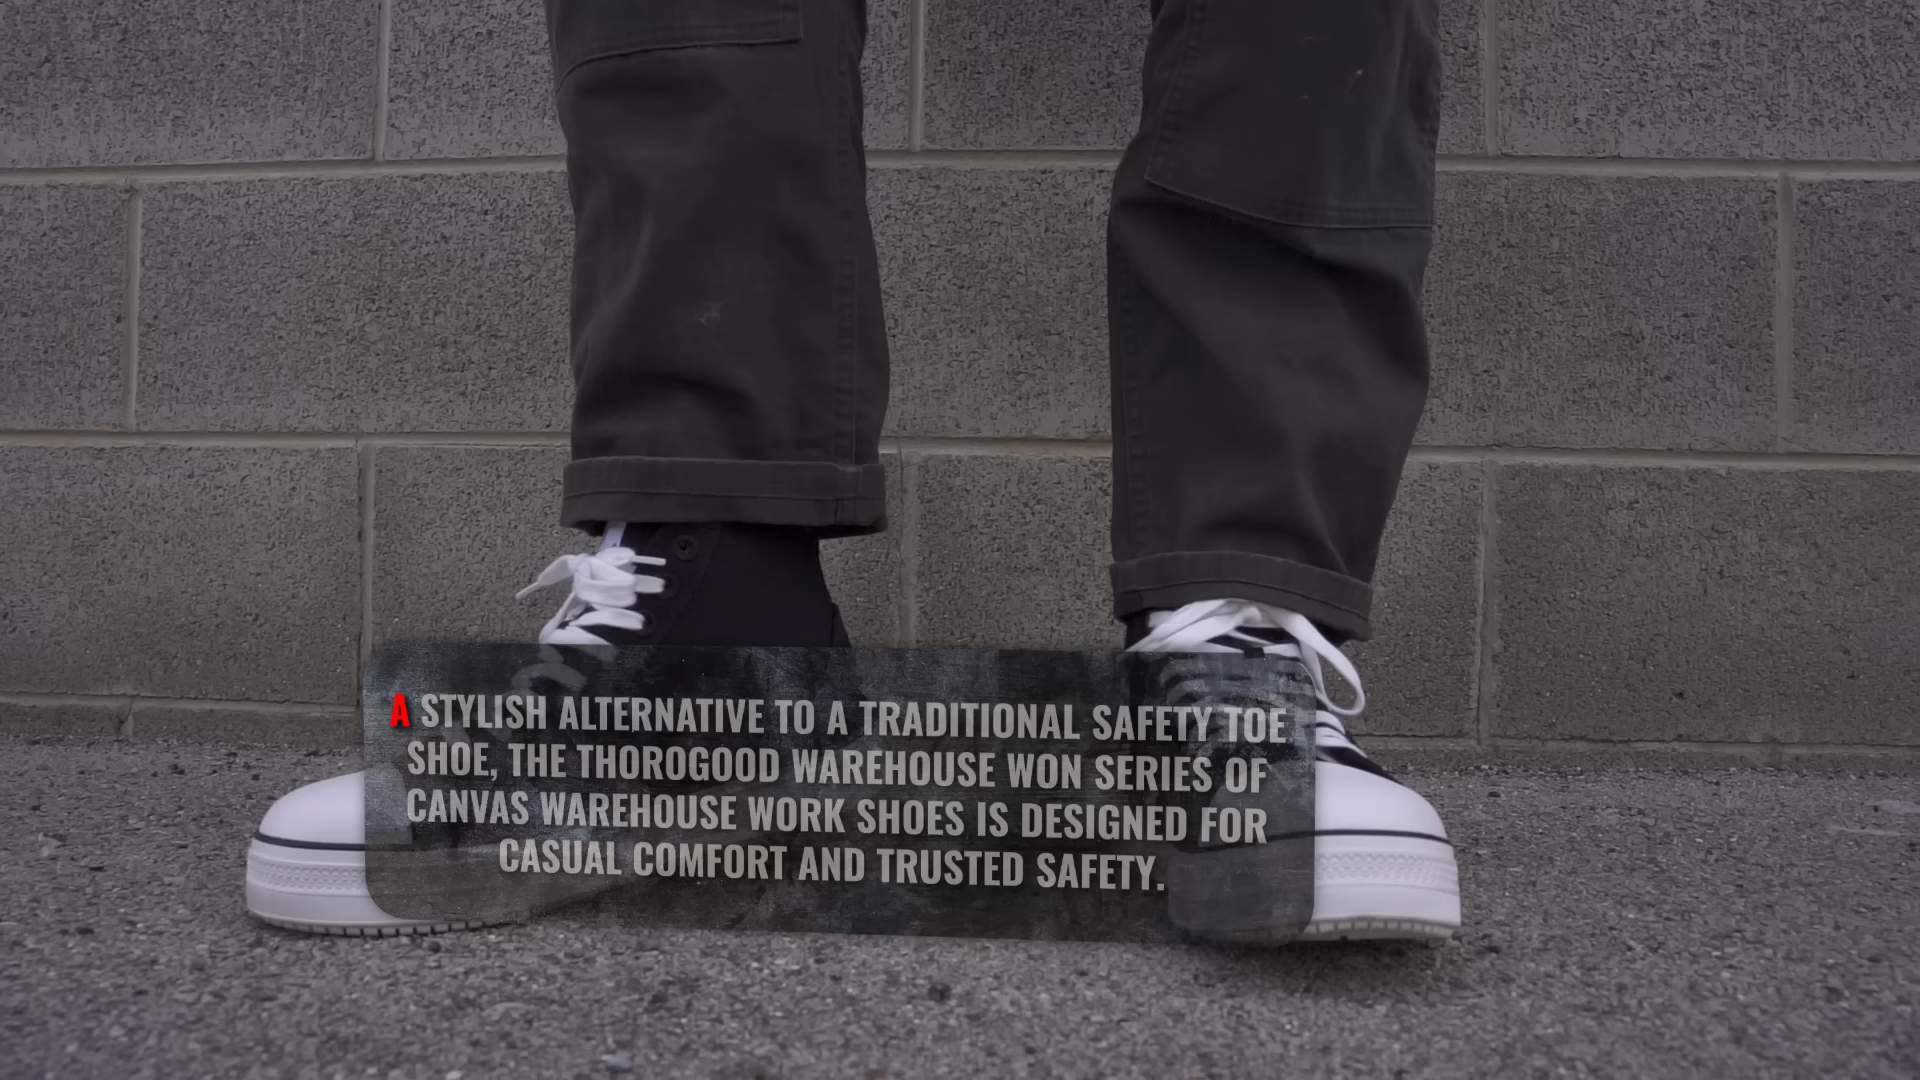 A STYLISH ALTERNATIVE TO A TRADITIONAL SAFETY TOE
SHOE, THE THOROGOOD WAREHOUSE WON SERIES OF
CANVAS WAREHOUSE WORK SHOES IS DESIGNED FOR
CASUAL COMFORT AND TRUSTED SAFETY.